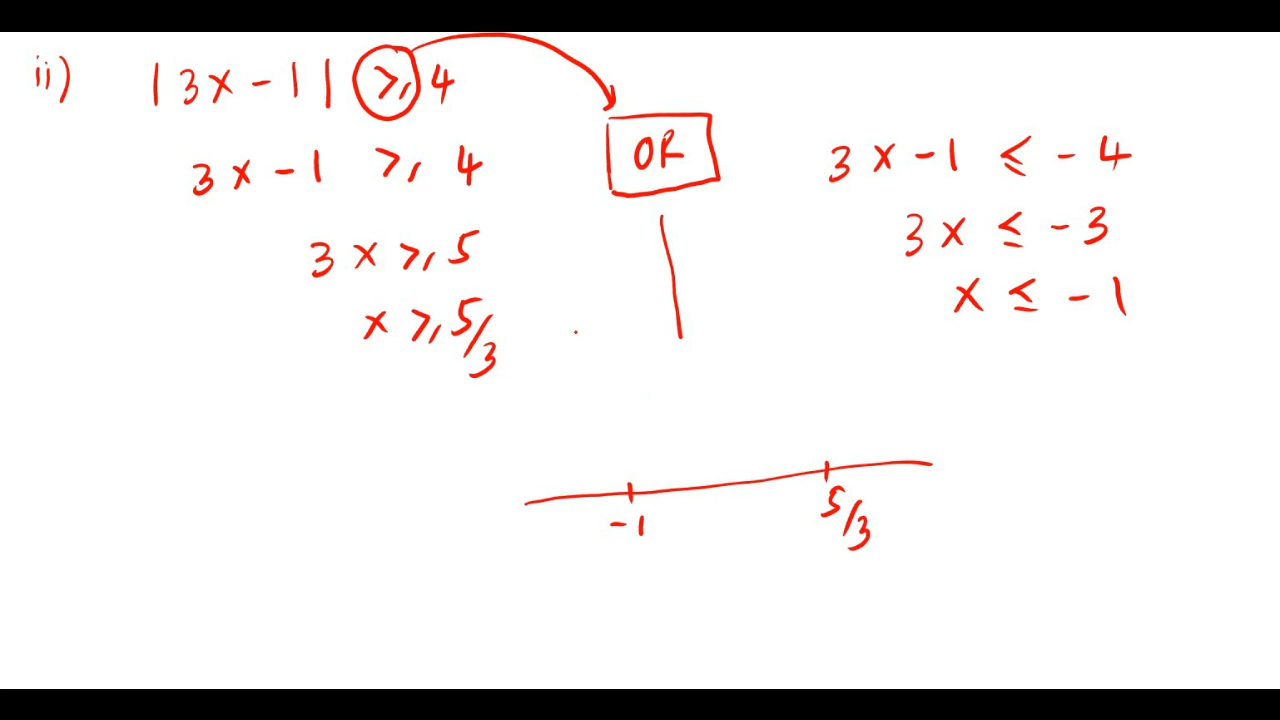 ii) |3x - 1| ≥ 4
3x - 1 ≥ 4 OR 3x - 1 ≤ -4
3x ≥ 5 3x ≤ -3
x ≥ 5/3 x ≤ -1
-1 5/3